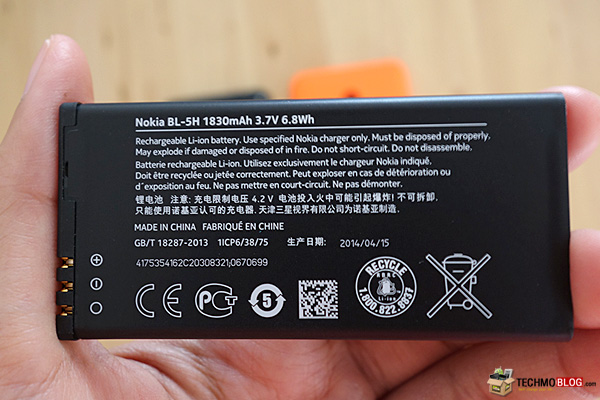 Nokia BL-5H 1830mAh 3.7V 6.8Wh
Rechargeable Li-ion battery. Use specified Nokia charger only. Must be disposed of properly.
May explode if damaged or disposed of in fire. Do not short-circuit. Do not disassemble.
Batterie rechargeable Li-ion. Utilisez exclusivement le chargeur Nokia indiqué.
Doit être recyclée ou jetée correctement. Peut exploser en cas de détérioration ou
d´exposition au feu. Ne pas mettre en court-circuit. Ne pas démonter.
锂电池 注意: 充电限制电压 4.2 V 电池投入火中可能引起爆炸! 不可拆卸.
只能使用诺基亚认可的充电器. 天津三星视界有限公司为诺基亚制造
MADE IN CHINA FABRIQUÉ EN CHINE
GB/T 18287-2013 1ICP6/38/75 生产日期: 2014/04/15
4175354162C20308321;0670699
CE PCT 5
RECYCLE
Li-ion
1.800.822.8837
TECHMOBLOG.COM